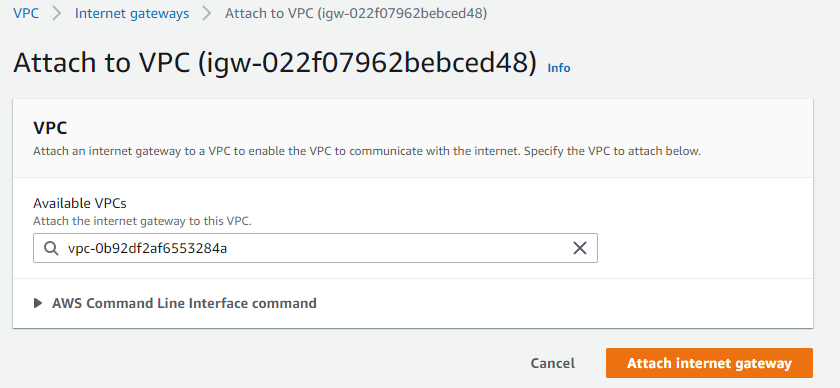 VPC > Internet gateways > Attach to VPC (igw-022f07962bebced48)
Attach to VPC (igw-022f07962bebced48) Info
VPC
Attach an internet gateway to a VPC to enable the VPC to communicate with the internet. Specify the VPC to attach below.
Available VPCs
Attach the internet gateway to this VPC.
vpc-0b92df2af6553284a
AWS Command Line Interface command
Cancel Attach internet gateway